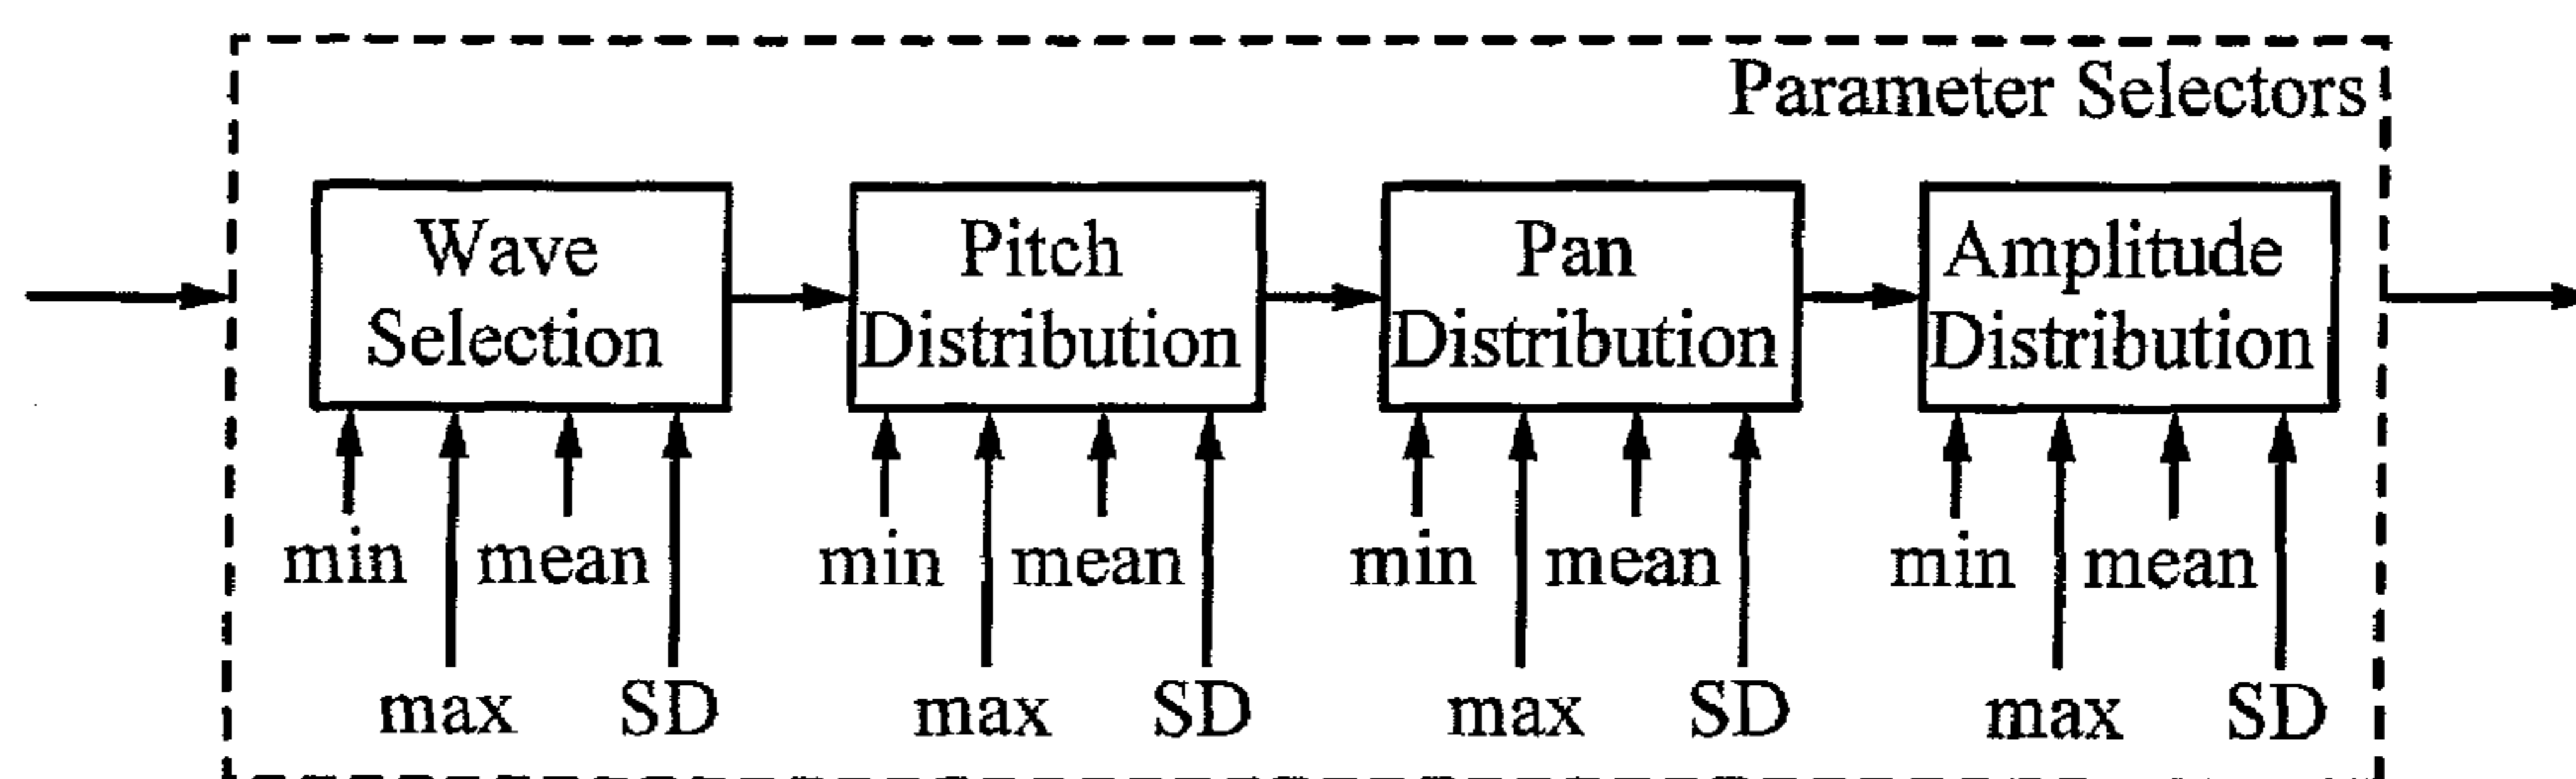 Parameter Selectors
Wave
Selection
Pitch
Distribution
Pan
Distribution
Amplitude
Distribution
min
max
mean
SD
min
max
mean
SD
min
max
mean
SD
min
max
mean
SD